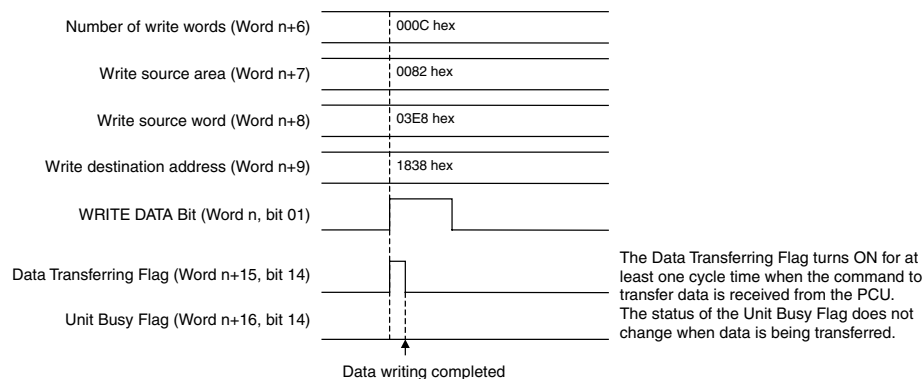 Number of write words (Word n+6)
000C hex
Write source area (Word n+7)
0082 hex
Write source word (Word n+8)
03E8 hex
Write destination address (Word n+9)
1838 hex
WRITE DATA Bit (Word n, bit 01)
Data Transferring Flag (Word n+15, bit 14)
Unit Busy Flag (Word n+16, bit 14)
The Data Transferring Flag turns ON for at
least one cycle time when the command to
transfer data is received from the PCU.
The status of the Unit Busy Flag does not
change when data is being transferred.
Data writing completed